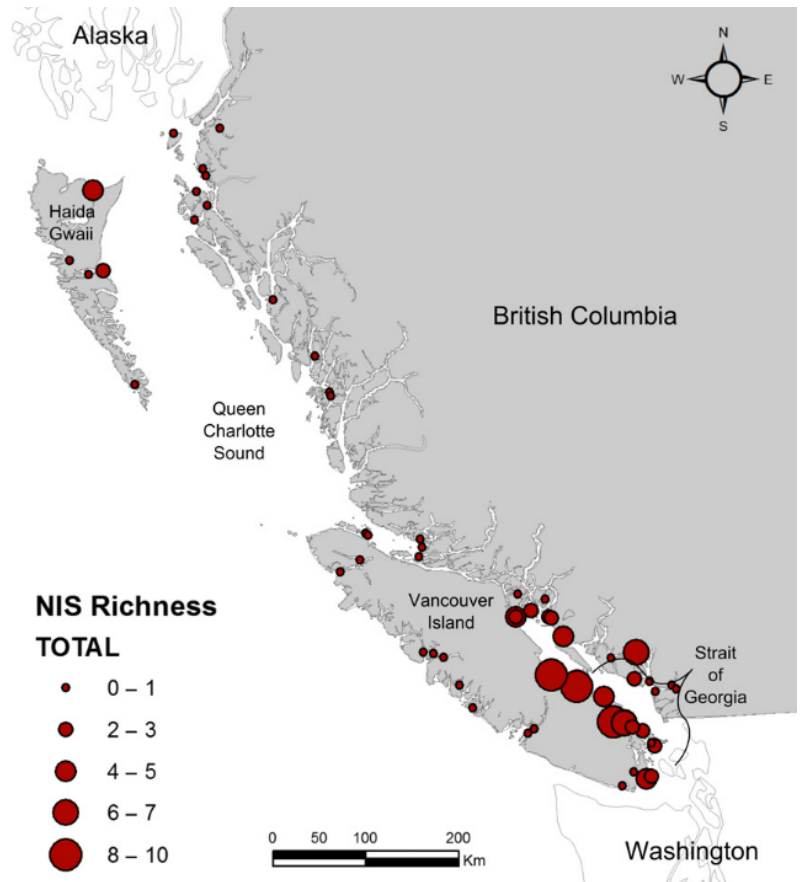 Alaska
N
W
E
S
Haida
Gwaii
British Columbia
Queen
Charlotte
Sound
NIS Richness
TOTAL
0 – 1
2 – 3
4 – 5
6 – 7
8 – 10
Vancouver
Island
Strait
of
Georgia
0 50 100 200
Km
Washington